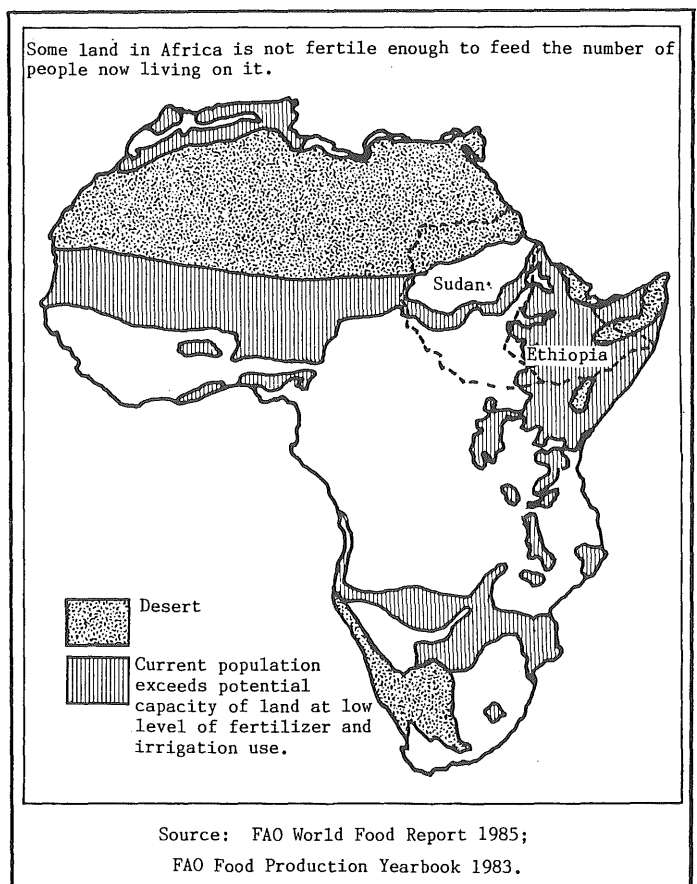 Some land in Africa is not fertile enough to feed the number of
people now living on it.
Sudan
Ethiopia
Desert
Current population
exceeds potential
capacity of land at low
level of fertilizer and
irrigation use.
Source: FAO World Food Report 1985;
FAO Food Production Yearbook 1983.